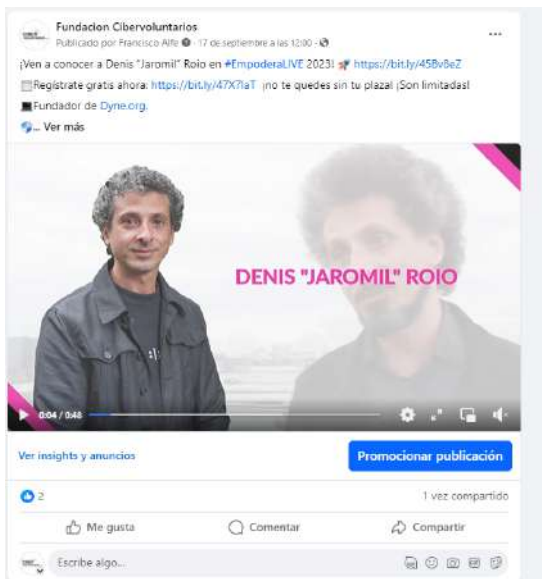 Fundacion Cibervoluntarios
Publicado por Francisco Alfe · 17 de septiembre a las 12:00 ·
¡Ven a conocer a Denis "Jaromil" Roio en #EmpoderaLIVE 2023! https://bit.ly/45Bv8eZ
Regístrate gratis ahora: https://bit.ly/47X7IaT ¡no te quedes sin tu plaza! ¡Son limitadas!
Fundador de Dyne.org.
... Ver más
DENIS "JAROMIL" ROIO
0:04 / 0:48
Ver insights y anuncios
Promocionar publicación
2
1 vez compartido
Me gusta
Comentar
Compartir
Escribe algo...